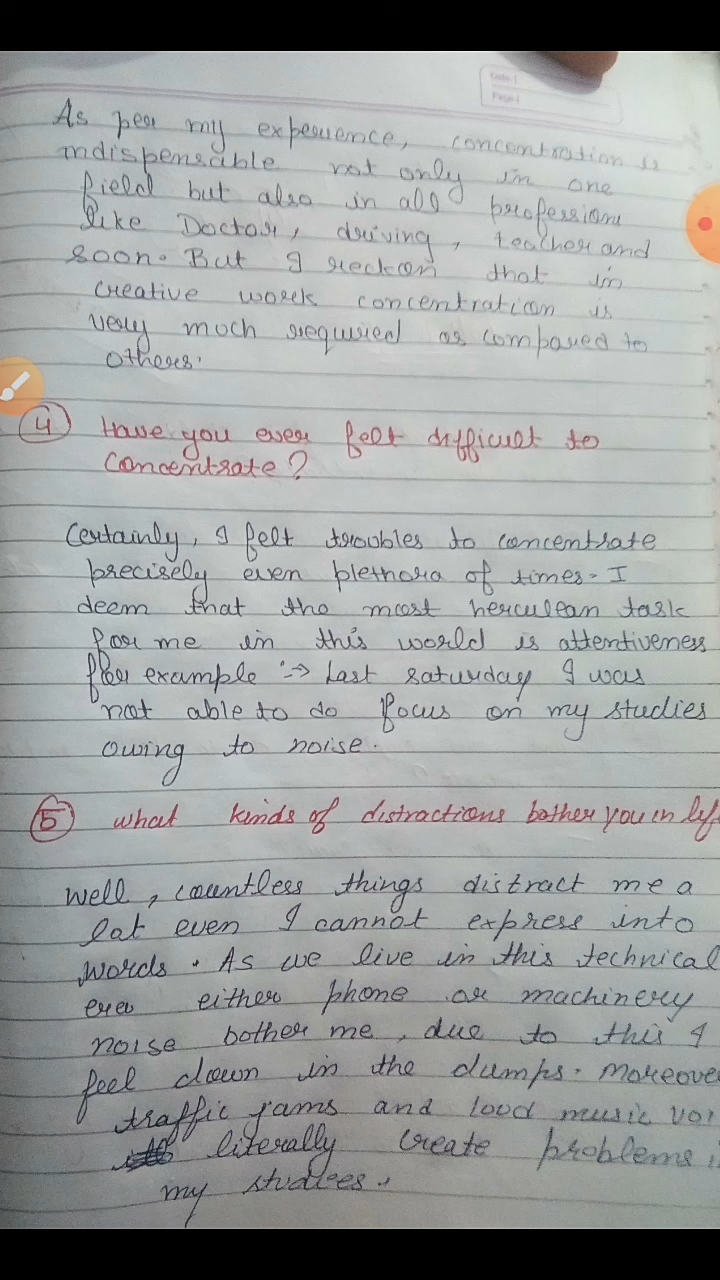 Date:
Page:
As per my experience, concentration is
indispensable not only in one
field but also in all profession
like Doctor, driving, teacher and
soon. But I reckon that in
creative work concentration is
very much required as compared to
others.
4 Have you ever felt difficult to
concentrate?
Certainly, I felt troubles to concentrate
precisely even plethora of times. I
deem that the most herculean task
for me in this world is attentiveness
for example :-> Last saturday I was
not able to do focus on my studies
owing to noise.
5 what kinds of distractions bother you in
Well, countless things distract me a
lot even I cannot express into
words. As we live in this technical
era either phone or machinery
noise bother me, due to this I
feel down in the dumps. Moreove
traffic jams and loud music
literally create problems
my studies.